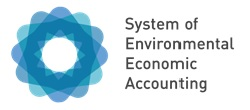 System of
Environmental
Economic
Accounting